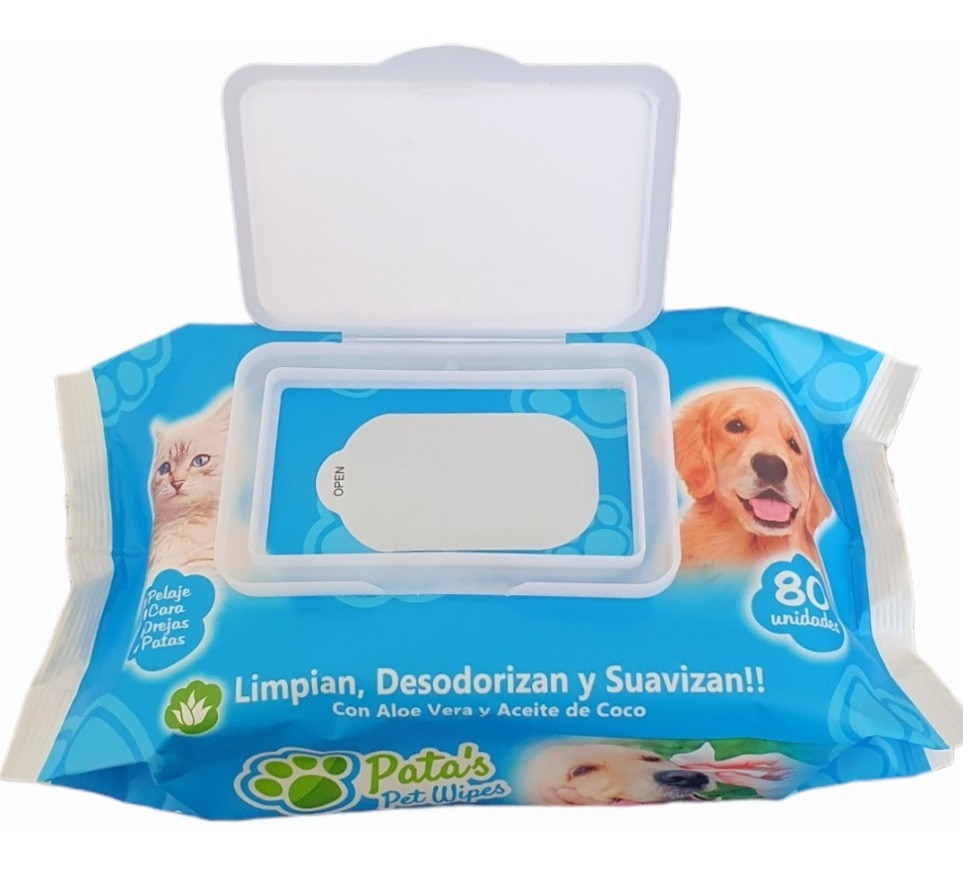 OPEN
Pelaje
Cara
Orejas
Patas
80
unidades
Limpian, Desodorizan y Suavizan!!
Con Aloe Vera y Aceite de Coco
Pata's
Pet Wipes